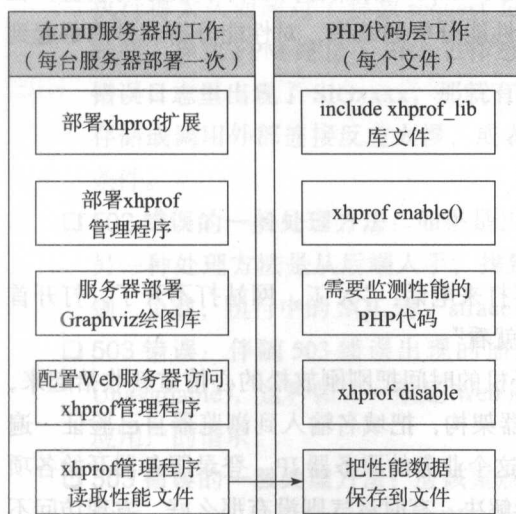 在PHP服务器的工作
（每台服务器部署一次）
部署xhprof扩展
部署xhprof
管理程序
服务器部署
Graphviz绘图库
配置Web服务器访问
xhprof管理程序
xhprof管理程序
读取性能文件
PHP代码层工作
（每个文件）
include xhprof_lib
库文件
xhprof enable()
需要监测性能的
PHP代码
xhprof disable
把性能数据
保存到文件